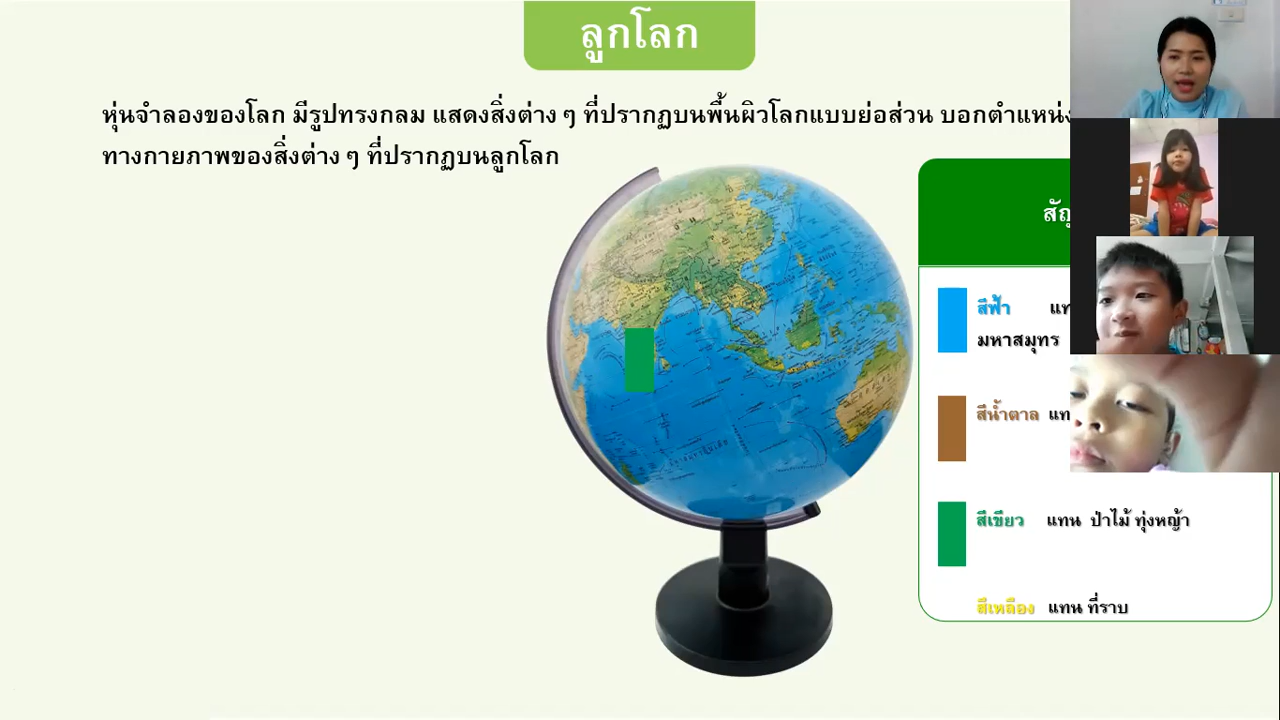 ลูกโลก
หุ่นจำลองของโลก มีรูปทรงกลม แสดงสิ่งต่าง ๆ ที่ปรากฏบนพื้นผิวโลกแบบย่อส่วน บอกตำแหน่ง
ทางกายภาพของสิ่งต่าง ๆ ที่ปรากฏบนลูกโลก
สีฟ้า
มหาสมุทร
สีน้ำตาล
สีเขียว แทน ป่าไม้ ทุ่งหญ้า
สีเหลือง แทน ที่ราบ